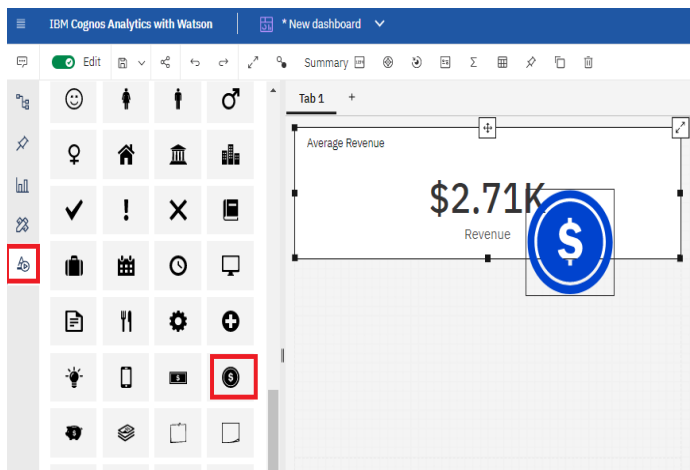 IBM Cognos Analytics with Watson
* New dashboard
Edit
Summary
Tab 1
+
Average Revenue
$2.71K
Revenue
$
$
$